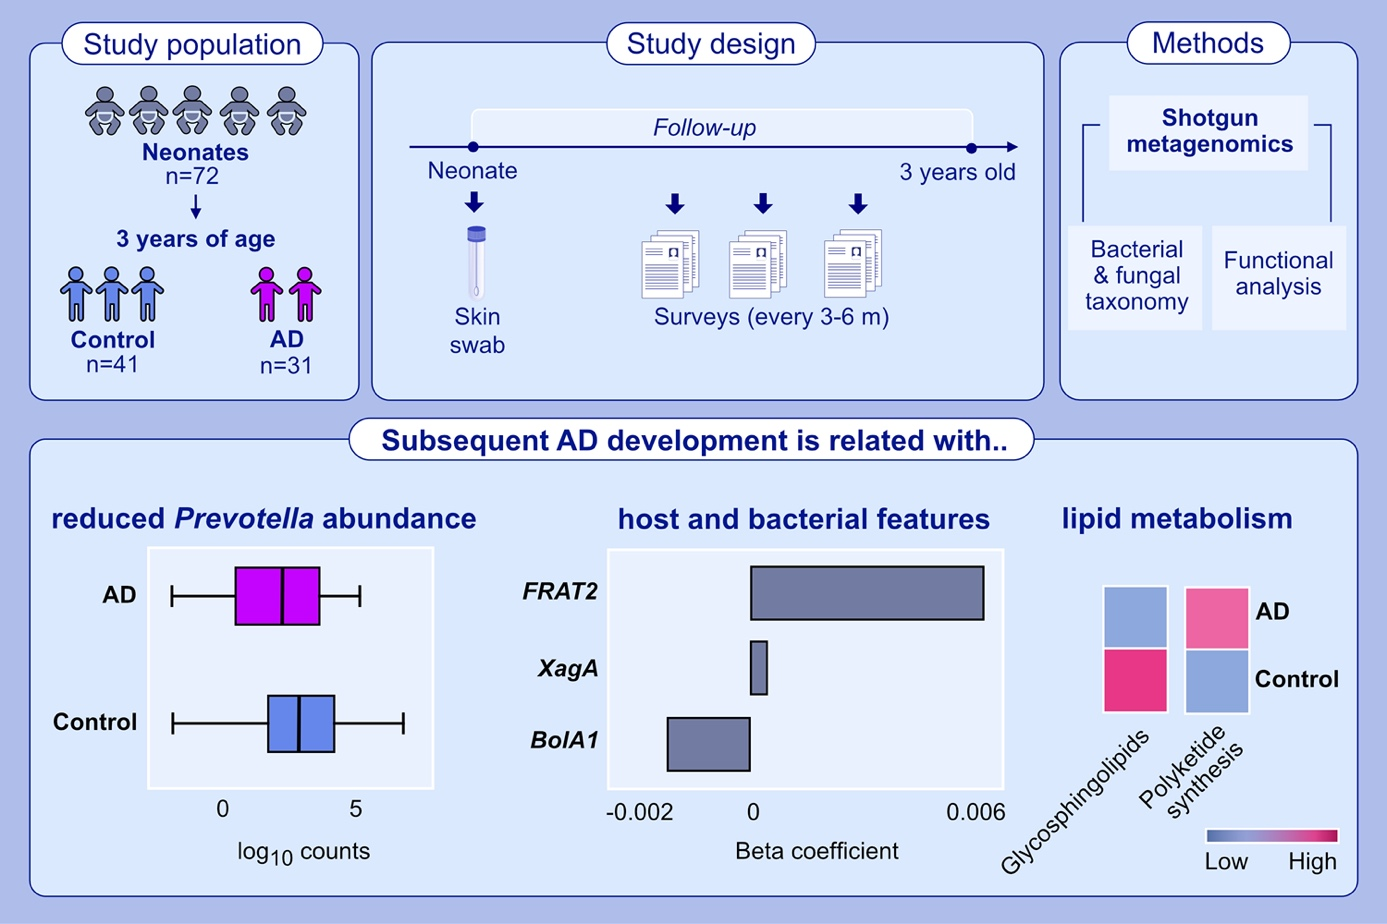 Study population
Neonates
n=72
3 years of age
Control
n=41
AD
n=31
Study design
Follow-up
Neonate
3 years old
Skin
swab
Surveys (every 3-6 m)
Methods
Shotgun
metagenomics
Bacterial
& fungal
taxonomy
Functional
analysis
Subsequent AD development is related with..
reduced Prevotella abundance
AD
Control
0 5
log10 counts
host and bacterial features
FRAT2
XagA
BolA1
-0.002 0 0.006
Beta coefficient
lipid metabolism
AD
Control
Glycosphingolipids
Polyketide
synthesis
Low High